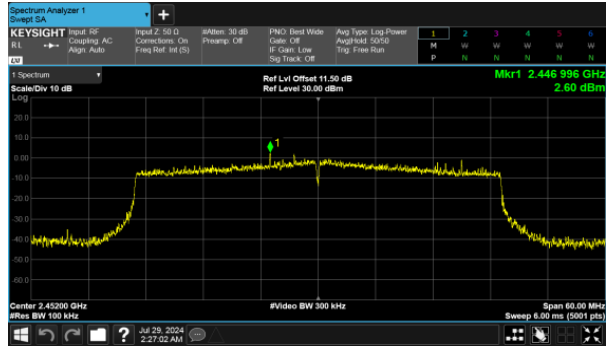 Spectrum Analyzer 1
Swept SA
+
KEYSIGHT Input: RF Input Z: 50 Ω #Atten: 30 dB PNO: Best Wide Avg Type: Log-Power 1 2 3 4 5 6
RL Coupling: AC Corrections: On Preamp: Off Gate: Off Avg|Hold: 50/50 M W W W W W
Align: Auto Freq Ref: Int (S) IF Gain: Low Trig: Free Run P N N N N N
Sig Track: Off
1 Spectrum Ref Lvl Offset 11.50 dB Mkr1 2.446 996 GHz
Scale/Div 10 dB Ref Level 30.00 dBm 2.60 dBm
Log
20.0
10.0
1
0.00
-10.0
-20.0
-30.0
-40.0
-50.0
-60.0
Center 2.45200 GHz #Video BW 300 kHz Span 60.00 MHz
#Res BW 100 kHz Sweep 6.00 ms (5001 pts)
? Jul 29, 2024
2:27:02 AM